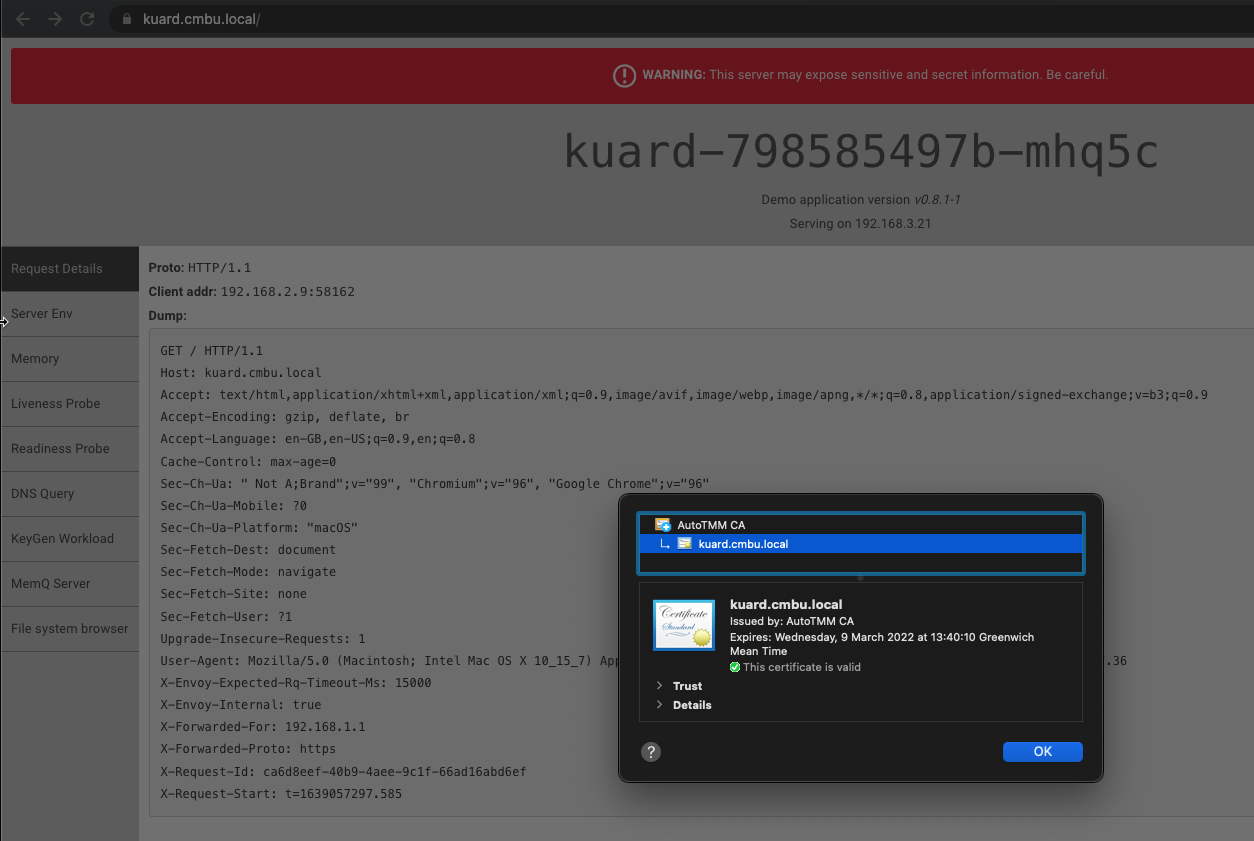 kuard.cmbu.local/
WARNING: This server may expose sensitive and secret information. Be careful.
kuard-798585497b-mhq5c
Demo application version v0.8.1-1
Serving on 192.168.3.21
Request Details
Server Env
Memory
Liveness Probe
Readiness Probe
DNS Query
KeyGen Workload
MemQ Server
File system browser
Proto: HTTP/1.1
Client addr: 192.168.2.9:58162
Dump:
GET / HTTP/1.1
Host: kuard.cmbu.local
Accept: text/html,application/xhtml+xml,application/xml;q=0.9,image/avif,image/webp,image/apng,*/*;q=0.8,application/signed-exchange;v=b3;q=0.9
Accept-Encoding: gzip, deflate, br
Accept-Language: en-GB,en-US;q=0.9,en;q=0.8
Cache-Control: max-age=0
Sec-Ch-Ua: " Not A;Brand";v="99", "Chromium";v="96", "Google Chrome";v="96"
Sec-Ch-Ua-Mobile: ?0
Sec-Ch-Ua-Platform: "macOS"
Sec-Fetch-Dest: document
Sec-Fetch-Mode: navigate
Sec-Fetch-Site: none
Sec-Fetch-User: ?1
Upgrade-Insecure-Requests: 1
User-Agent: Mozilla/5.0 (Macintosh; Intel Mac OS X 10_15_7) Ap .36
X-Envoy-Expected-Rq-Timeout-Ms: 15000
X-Envoy-Internal: true
X-Forwarded-For: 192.168.1.1
X-Forwarded-Proto: https
X-Request-Id: ca6d8eef-40b9-4aee-9c1f-66ad16abd6ef
X-Request-Start: t=1639057297.585
AutoTMM CA
kuard.cmbu.local
Certificate
Standard
kuard.cmbu.local
Issued by: AutoTMM CA
Expires: Wednesday, 9 March 2022 at 13:40:10 Greenwich
Mean Time
This certificate is valid
Trust
Details
?
OK